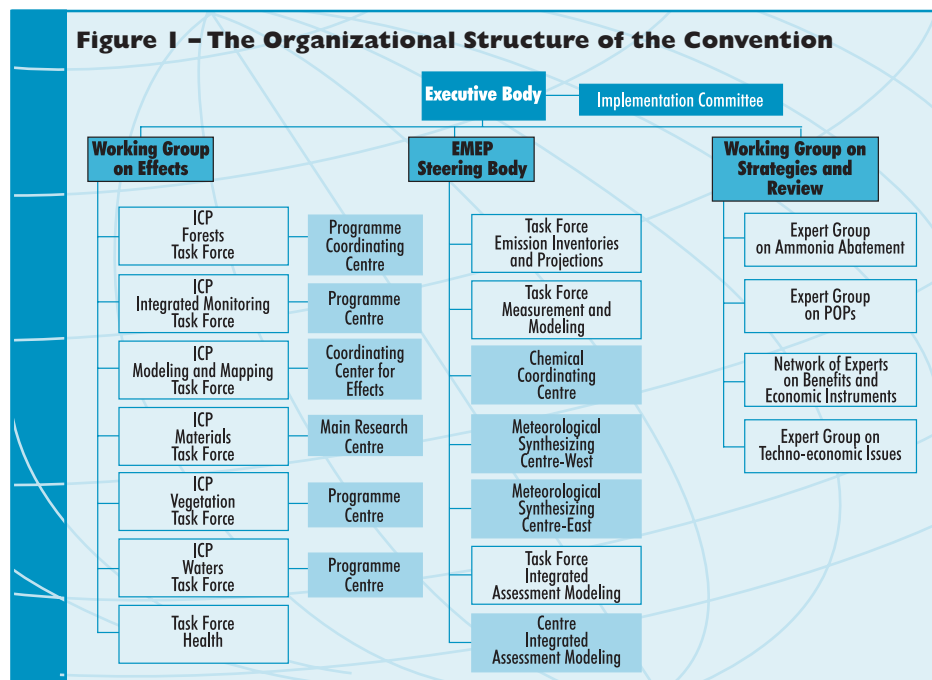 Figure 1 – The Organizational Structure of the Convention
Executive Body
Implementation Committee
Working Group
on Effects
EMEP
Steering Body
Working Group on
Strategies and
Review
ICP
Forests
Task Force
Programme
Coordinating
Centre
ICP
Integrated Monitoring
Task Force
Programme
Centre
ICP
Modeling and Mapping
Task Force
Coordinating
Center for
Effects
ICP
Materials
Task Force
Main Research
Centre
ICP
Vegetation
Task Force
Programme
Centre
ICP
Waters
Task Force
Programme
Centre
Task Force
Health
Task Force
Emission Inventories
and Projections
Task Force
Measurement and
Modeling
Chemical
Coordinating
Centre
Meteorological
Synthesizing
Centre-West
Meteorological
Synthesizing
Centre-East
Task Force
Integrated
Assessment Modeling
Centre
Integrated
Assessment Modeling
Expert Group
on Ammonia Abatement
Expert Group
on POPs
Network of Experts
on Benefits and
Economic Instruments
Expert Group on
Techno-economic Issues